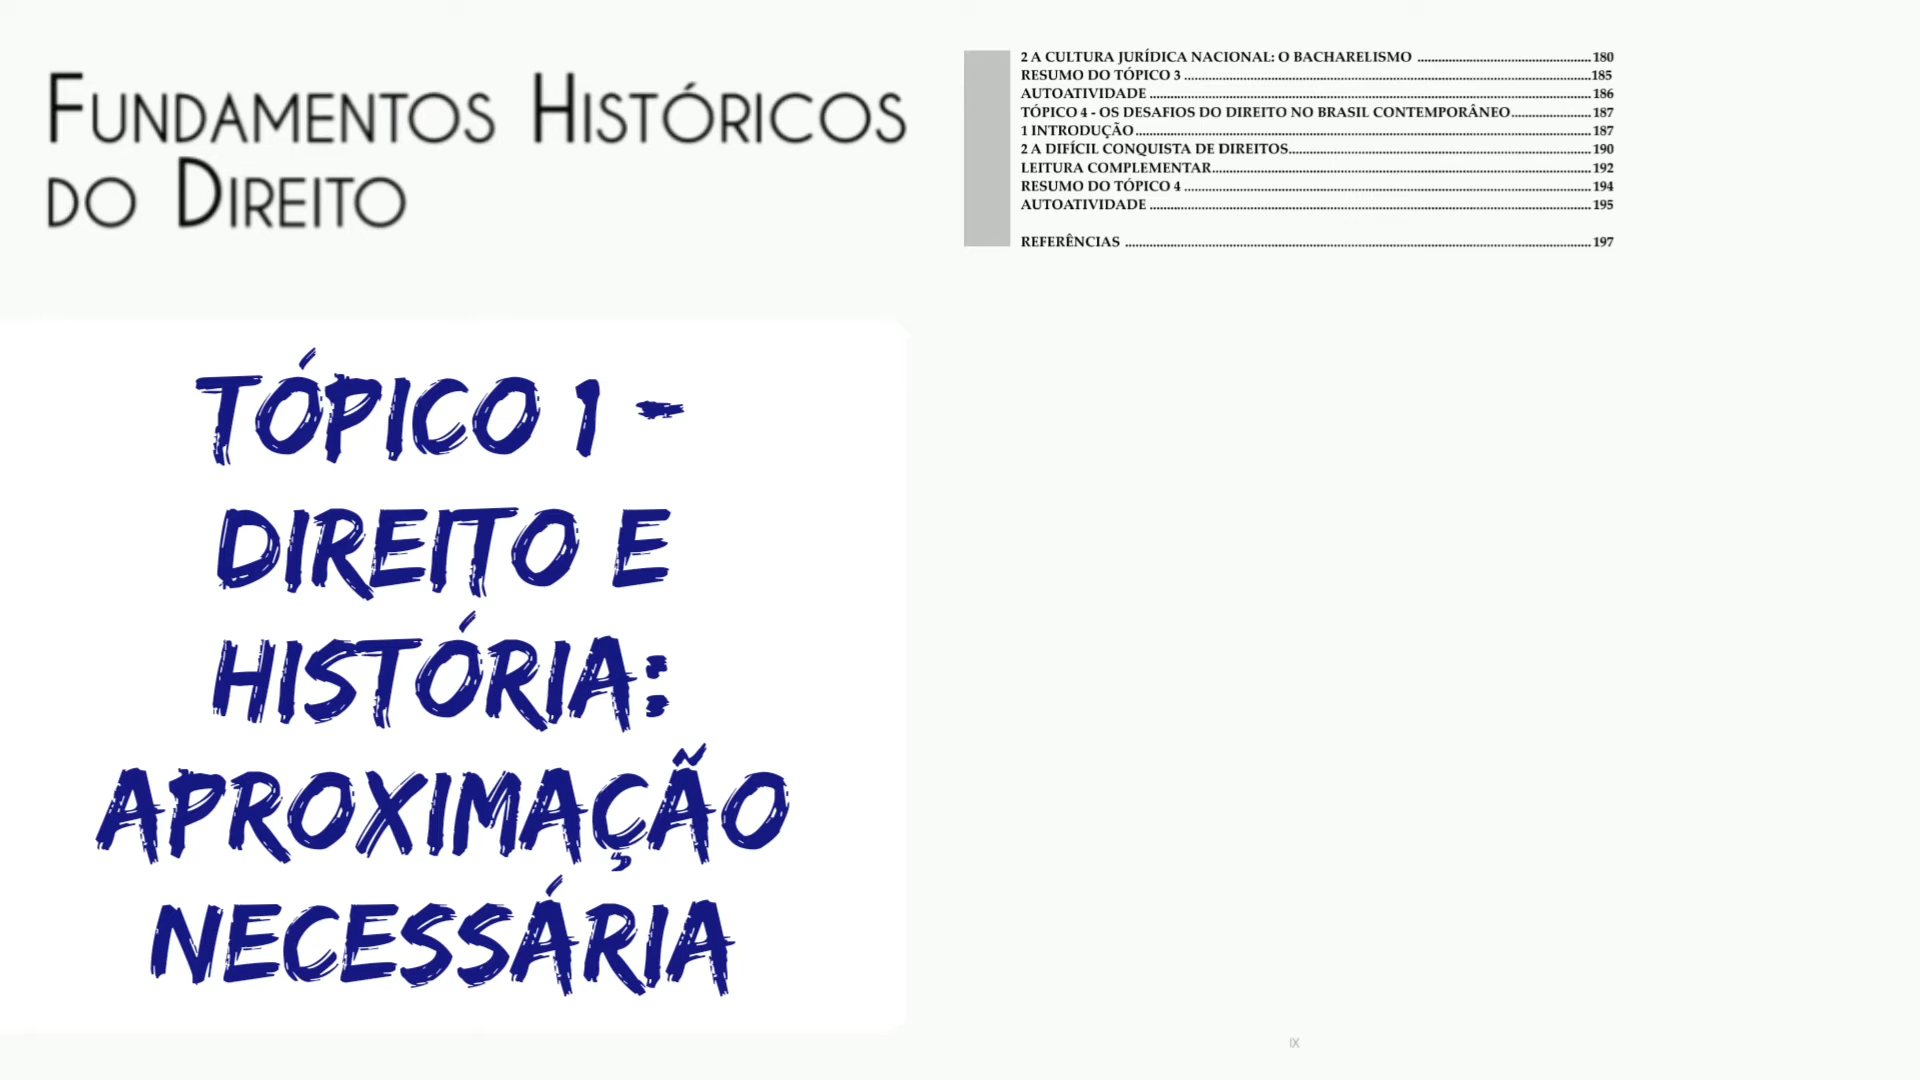 FUNDAMENTOS HISTÓRICOS
DO DIREITO
TÓPICO 1 -
DIREITO E
HISTÓRIA:
APROXIMAÇÃO
NECESSÁRIA
2 A CULTURA JURÍDICA NACIONAL: O BACHARELISMO ........................ 180
RESUMO DO TÓPICO 3 ........................ 185
AUTOATIVIDADE ........................ 186
TÓPICO 4 - OS DESAFIOS DO DIREITO NO BRASIL CONTEMPORÂNEO ........................ 187
1 INTRODUÇÃO ........................ 187
2 A DIFÍCIL CONQUISTA DE DIREITOS ........................ 190
LEITURA COMPLEMENTAR ........................ 192
RESUMO DO TÓPICO 4 ........................ 194
AUTOATIVIDADE ........................ 195
REFERÊNCIAS ........................ 197
IX